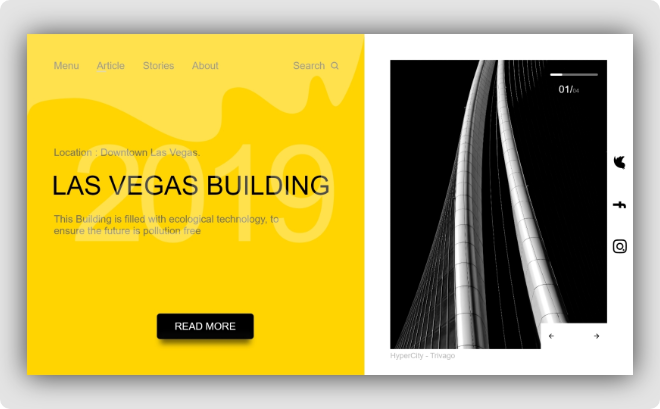 Menu Article Stories About Search
01/04
2019
Location : Downtown Las Vegas.
LAS VEGAS BUILDING
This Building is filled with ecological technology, to
ensure the future is pollution free
READ MORE
HyperCity - Trivago